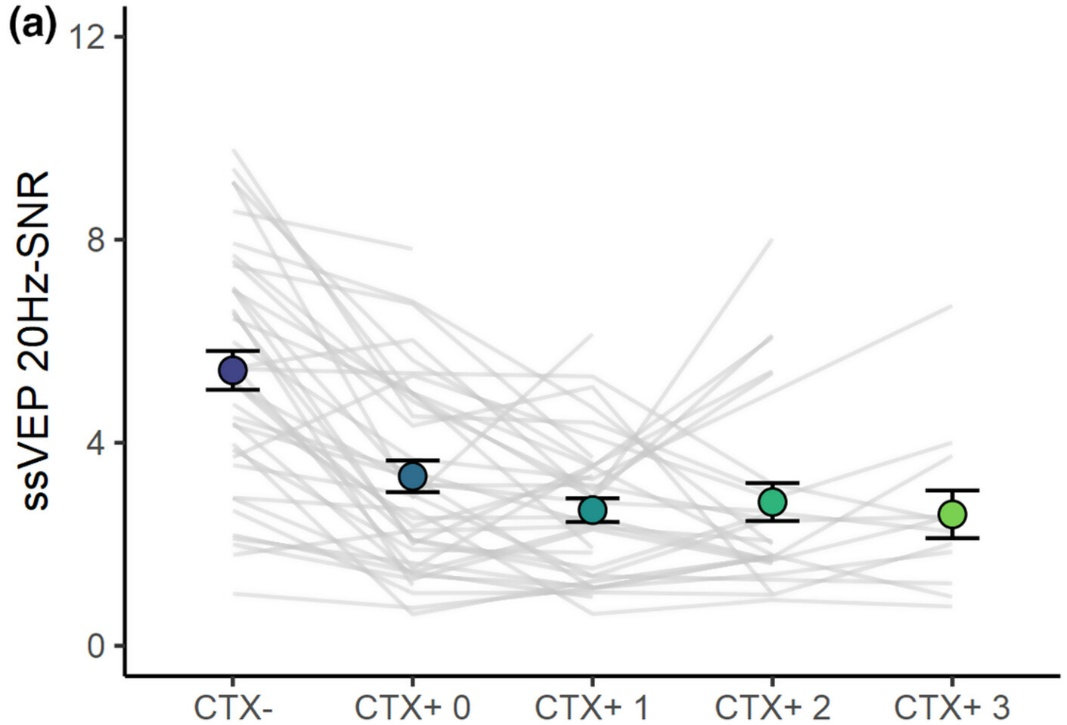 (a)
12
8
4
0
ssVEP 20Hz-SNR
CTX-
CTX+ 0
CTX+ 1
CTX+ 2
CTX+ 3